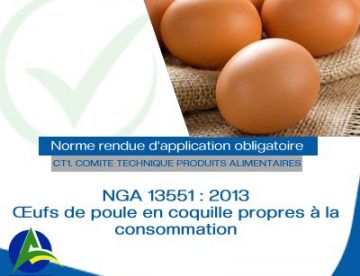 Norme rendue d'application obligatoire
CT1. COMITE TECHNIQUE PRODUITS ALIMENTAIRES
NGA 13551 : 2013
Œufs de poule en coquille propres à la
consommation